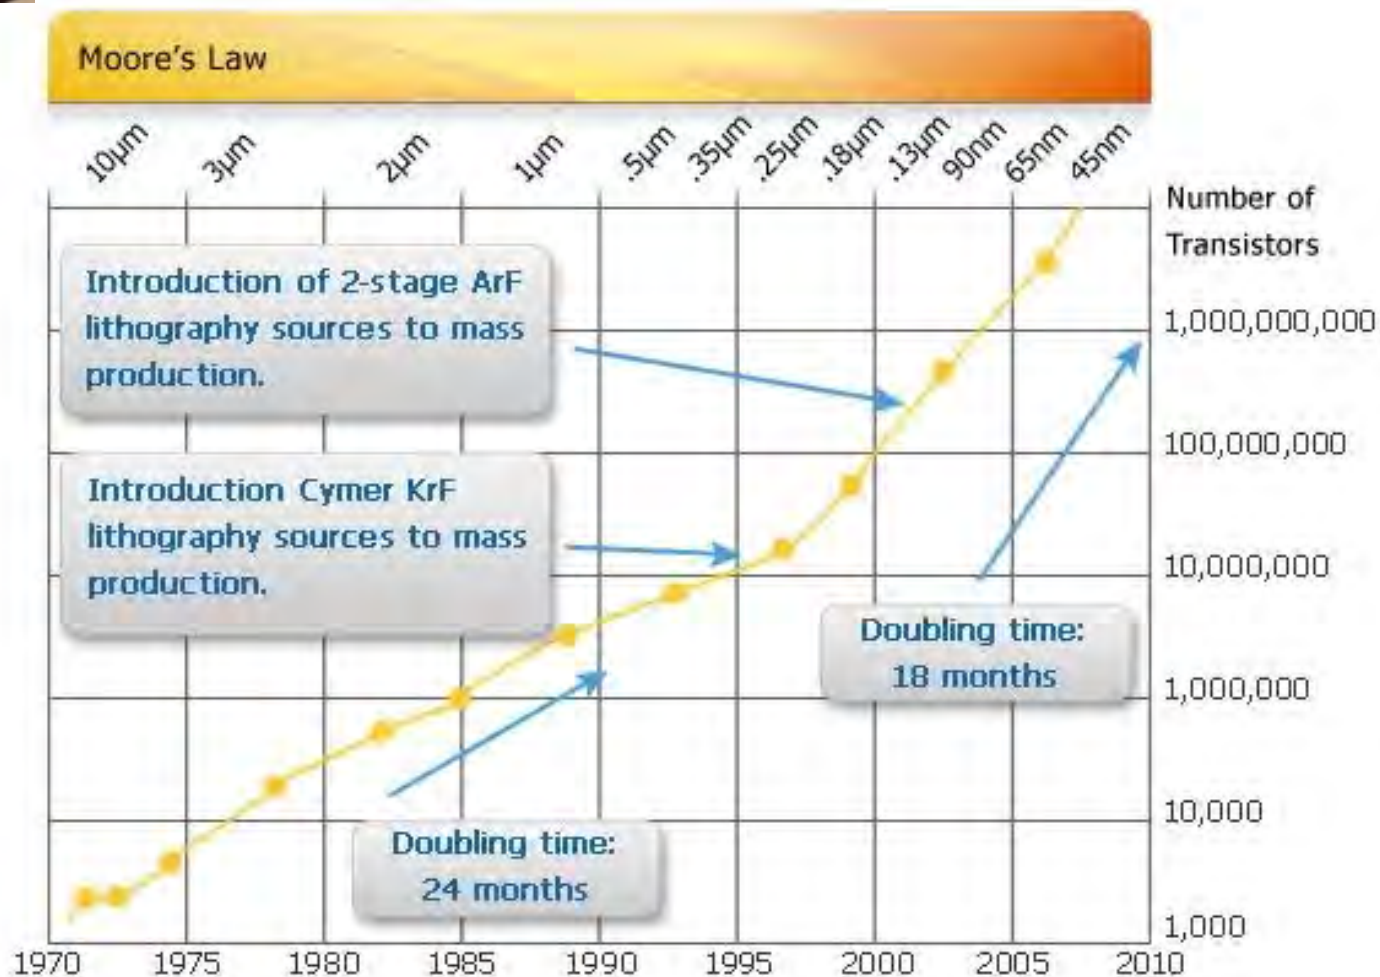 Moore's Law
10µm 3µm 2µm 1µm .5µm .35µm .25µm .18µm .13µm 90nm 65nm 45nm
Number of
Transistors
Introduction of 2-stage ArF
lithography sources to mass
production.
1,000,000,000
100,000,000
Introduction Cymer KrF
lithography sources to mass
production.
10,000,000
Doubling time:
18 months
1,000,000
10,000
Doubling time:
24 months
1,000
1970 1975 1980 1985 1990 1995 2000 2005 2010